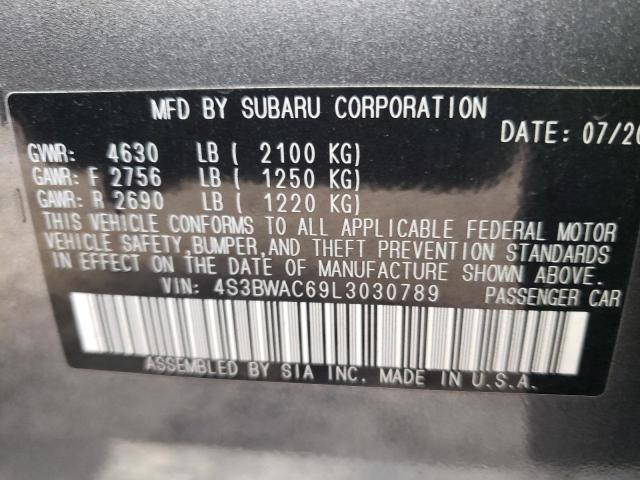 MFD BY SUBARU CORPORATION
DATE: 07/20
GVWR: 4630 LB ( 2100 KG)
GAWR: F 2756 LB ( 1250 KG)
GAWR: R 2690 LB ( 1220 KG)
THIS VEHICLE CONFORMS TO ALL APPLICABLE FEDERAL MOTOR
VEHICLE SAFETY, BUMPER, AND THEFT PREVENTION STANDARDS
IN EFFECT ON THE DATE OF MANUFACTURE SHOWN ABOVE.
VIN: 4S3BWAC69L3030789 PASSENGER CAR
ASSEMBLED BY SIA INC. MADE IN U.S.A.